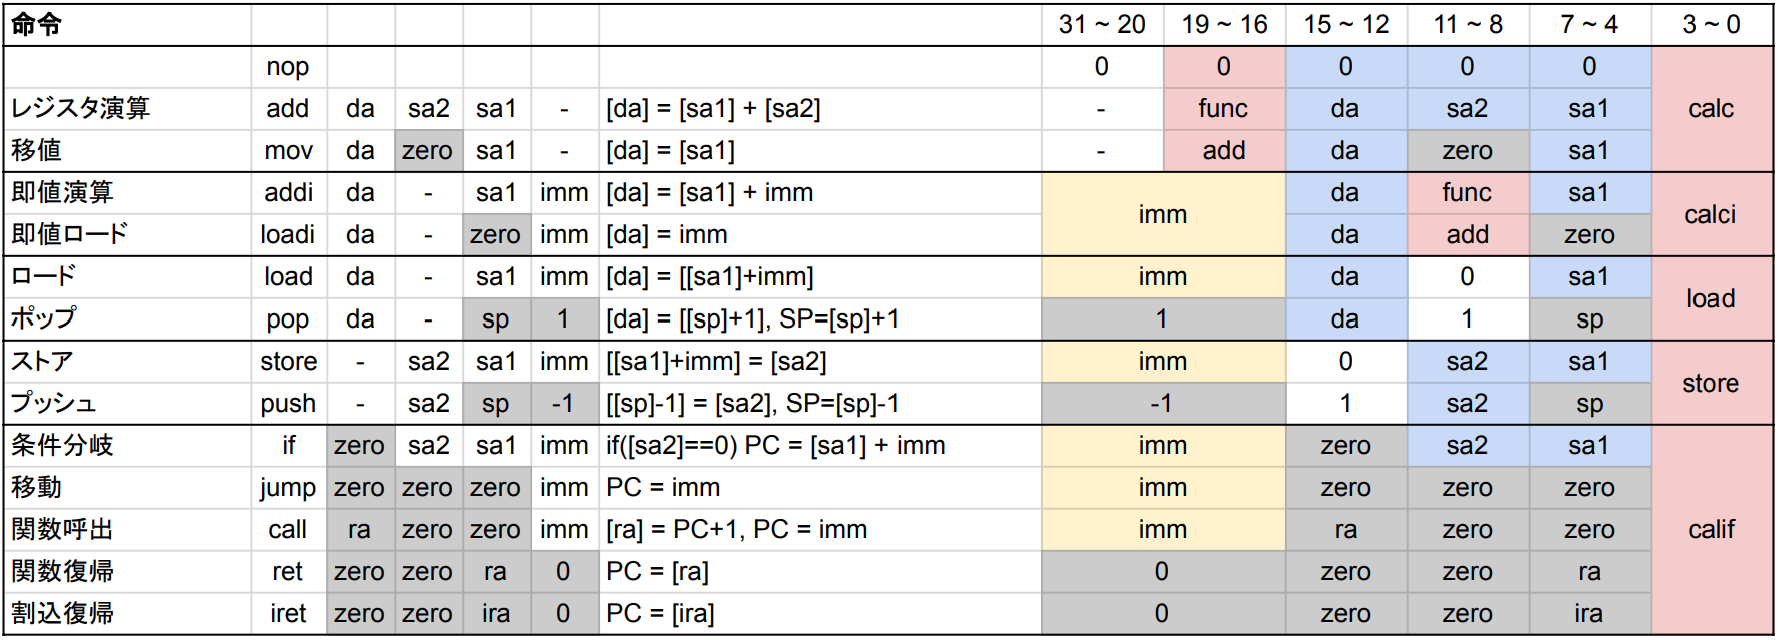 命令 31 ~ 20 19 ~ 16 15 ~ 12 11 ~ 8 7 ~ 4 3 ~ 0
nop 0 0 0 0 0
レジスタ演算 add da sa2 sa1 - [da] = [sa1] + [sa2] - func da sa2 sa1 calc
移値 mov da zero sa1 - [da] = [sa1] - add da zero sa1
即値演算 addi da - sa1 imm [da] = [sa1] + imm imm da func sa1 calci
即値ロード loadi da - zero imm [da] = imm da add zero
ロード load da - sa1 imm [da] = [[sa1]+imm] imm da 0 sa1 load
ポップ pop da - sp 1 [da] = [[sp]+1], SP=[sp]+1 1 da 1 sp
ストア store - sa2 sa1 imm [[sa1]+imm] = [sa2] imm 0 sa2 sa1 store
プッシュ push - sa2 sp -1 [[sp]-1] = [sa2], SP=[sp]-1 -1 1 sa2 sp
条件分岐 if zero sa2 sa1 imm if([sa2]==0) PC = [sa1] + imm imm zero sa2 sa1 calif
移動 jump zero zero zero imm PC = imm imm zero zero zero
関数呼出 call ra zero zero imm [ra] = PC+1, PC = imm imm ra zero zero
関数復帰 ret zero zero ra 0 PC = [ra] 0 zero zero ra
割込復帰 iret zero zero ira 0 PC = [ira] 0 zero zero ira